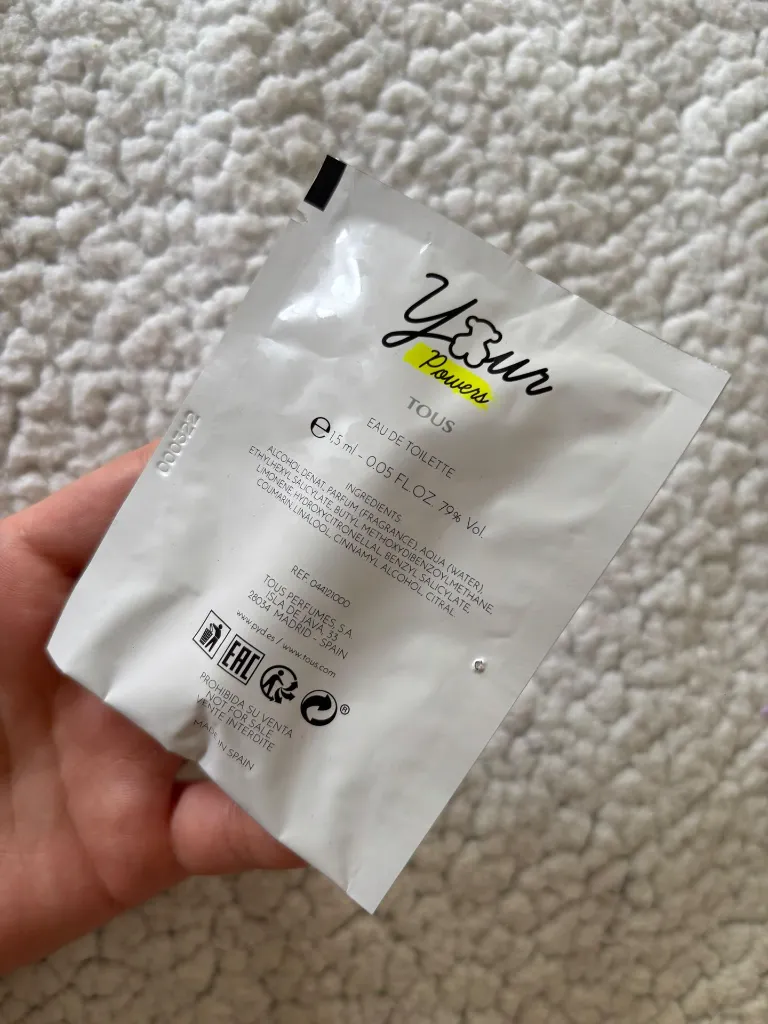 Your
Powers
TOUS
EAU DE TOILETTE
e 1,5 ml - 0.05 FL.OZ. 79% Vol.
INGREDIENTS
ALCOHOL DENAT, PARFUM (FRAGRANCE), AQUA (WATER),
ETHYLHEXYL SALICYLATE, BUTYL METHOXYDIBENZOYLMETHANE,
LIMONENE, HYDROXYCITRONELLAL, BENZYL SALICYLATE,
COUMARIN, LINALOOL, CINNAMYL ALCOHOL, CITRAL.
REF. 044121000
TOUS PERFUMES, S.A.
ISLA DE JAVA, 33
28034 MADRID - SPAIN
www.pyd.es / www.tous.com
EAC
®
PROHIBIDA SU VENTA
NOT FOR SALE
VENTE INTERDITE
MADE IN SPAIN